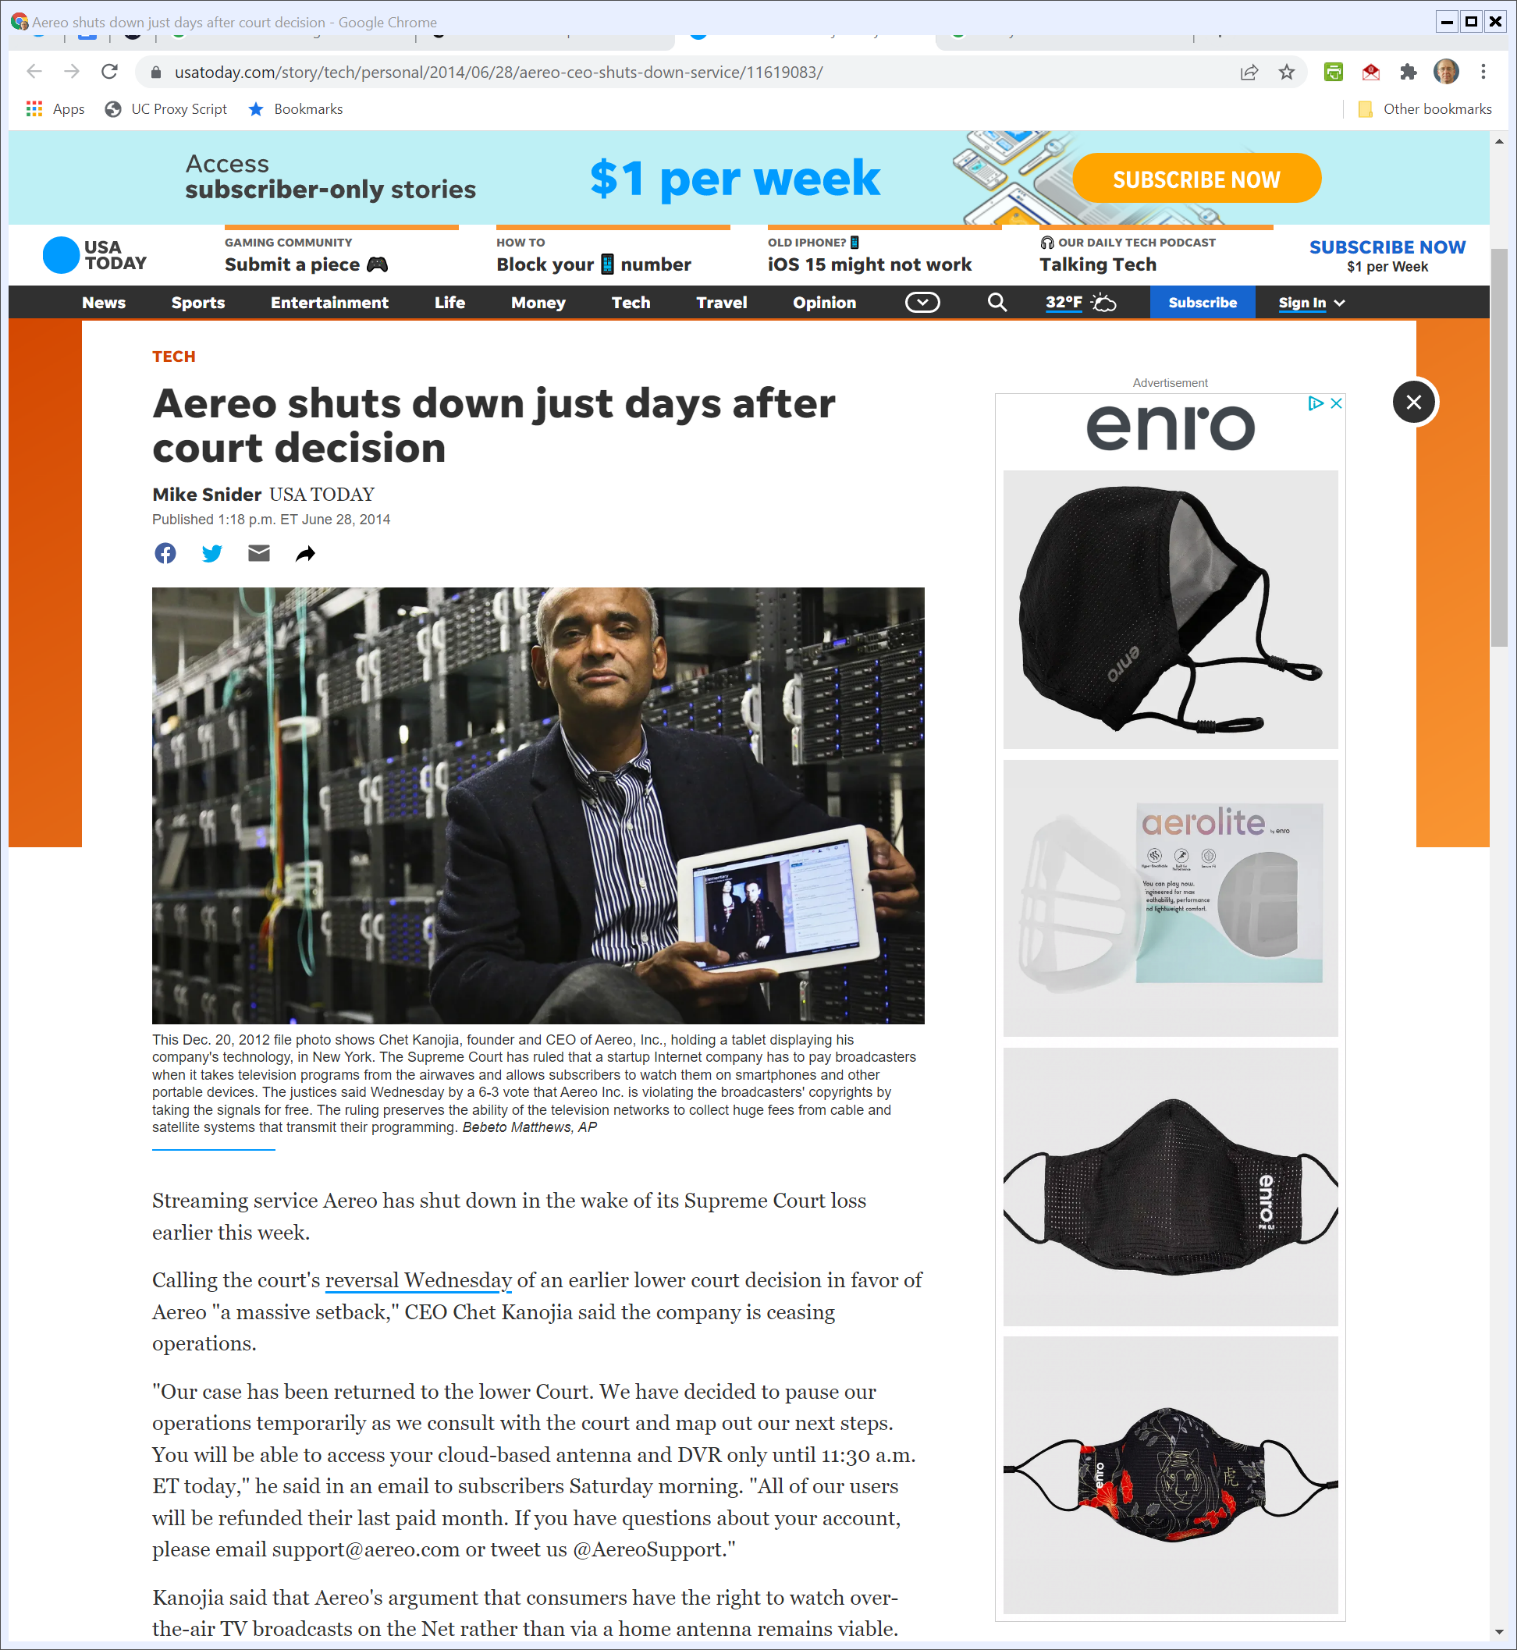 Aereo shuts down just days after court decision - Google Chrome
usatoday.com/story/tech/personal/2014/06/28/aereo-ceo-shuts-down-service/11619083/
Apps
UC Proxy Script
Bookmarks
Other bookmarks
Access
subscriber-only stories
$1 per week
SUBSCRIBE NOW
USA
TODAY
GAMING COMMUNITY
Submit a piece
HOW TO
Block your number
OLD IPHONE?
iOS 15 might not work
OUR DAILY TECH PODCAST
Talking Tech
SUBSCRIBE NOW
$1 per Week
News Sports Entertainment Life Money Tech Travel Opinion 32°F Subscribe Sign In
TECH
Aereo shuts down just days after
court decision
Mike Snider USA TODAY
Published 1:18 p.m. ET June 28, 2014
This Dec. 20, 2012 file photo shows Chet Kanojia, founder and CEO of Aereo, Inc., holding a tablet displaying his
company's technology, in New York. The Supreme Court has ruled that a startup Internet company has to pay broadcasters
when it takes television programs from the airwaves and allows subscribers to watch them on smartphones and other
portable devices. The justices said Wednesday by a 6-3 vote that Aereo Inc. is violating the broadcasters' copyrights by
taking the signals for free. The ruling preserves the ability of the television networks to collect huge fees from cable and
satellite systems that transmit their programming. Bebeto Matthews, AP
Streaming service Aereo has shut down in the wake of its Supreme Court loss
earlier this week.
Calling the court's reversal Wednesday of an earlier lower court decision in favor of
Aereo "a massive setback," CEO Chet Kanojia said the company is ceasing
operations.
"Our case has been returned to the lower Court. We have decided to pause our
operations temporarily as we consult with the court and map out our next steps.
You will be able to access your cloud-based antenna and DVR only until 11:30 a.m.
ET today," he said in an email to subscribers Saturday morning. "All of our users
will be refunded their last paid month. If you have questions about your account,
please email support@aereo.com or tweet us @AereoSupport."
Kanojia said that Aereo's argument that consumers have the right to watch over-
the-air TV broadcasts on the Net rather than via a home antenna remains viable.
Advertisement
enro
enro
aerolite by enro
You can play now.
ngineered for max
eathability, performance
nd lightweight comfort.
enro
enro
虎